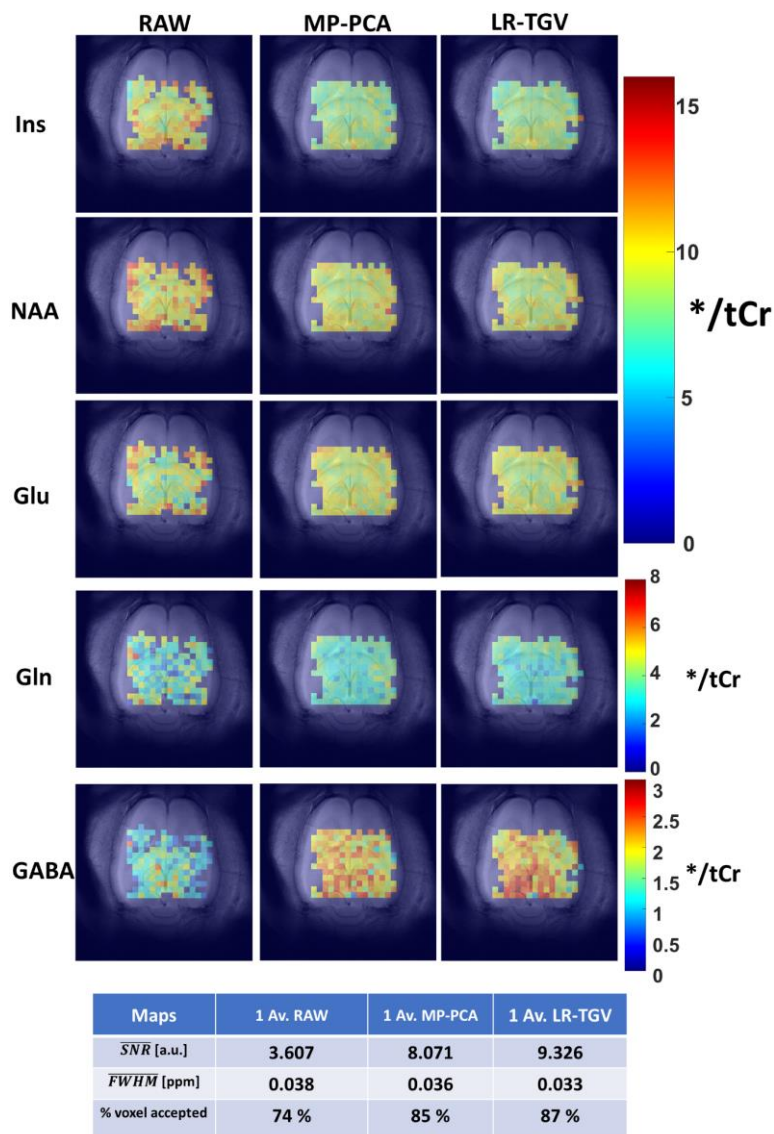 RAW MP-PCA LR-TGV
Ins
15
10
*/tCr
5
0
NAA
Glu
Gln
8
6
4
2
0
*/tCr
GABA
3
2.5
2
1.5
1
0.5
0
*/tCr
Maps 1 Av. RAW 1 Av. MP-PCA 1 Av. LR-TGV
SNR [a.u.] 3.607 8.071 9.326
FWHM [ppm] 0.038 0.036 0.033
% voxel accepted 74 % 85 % 87 %